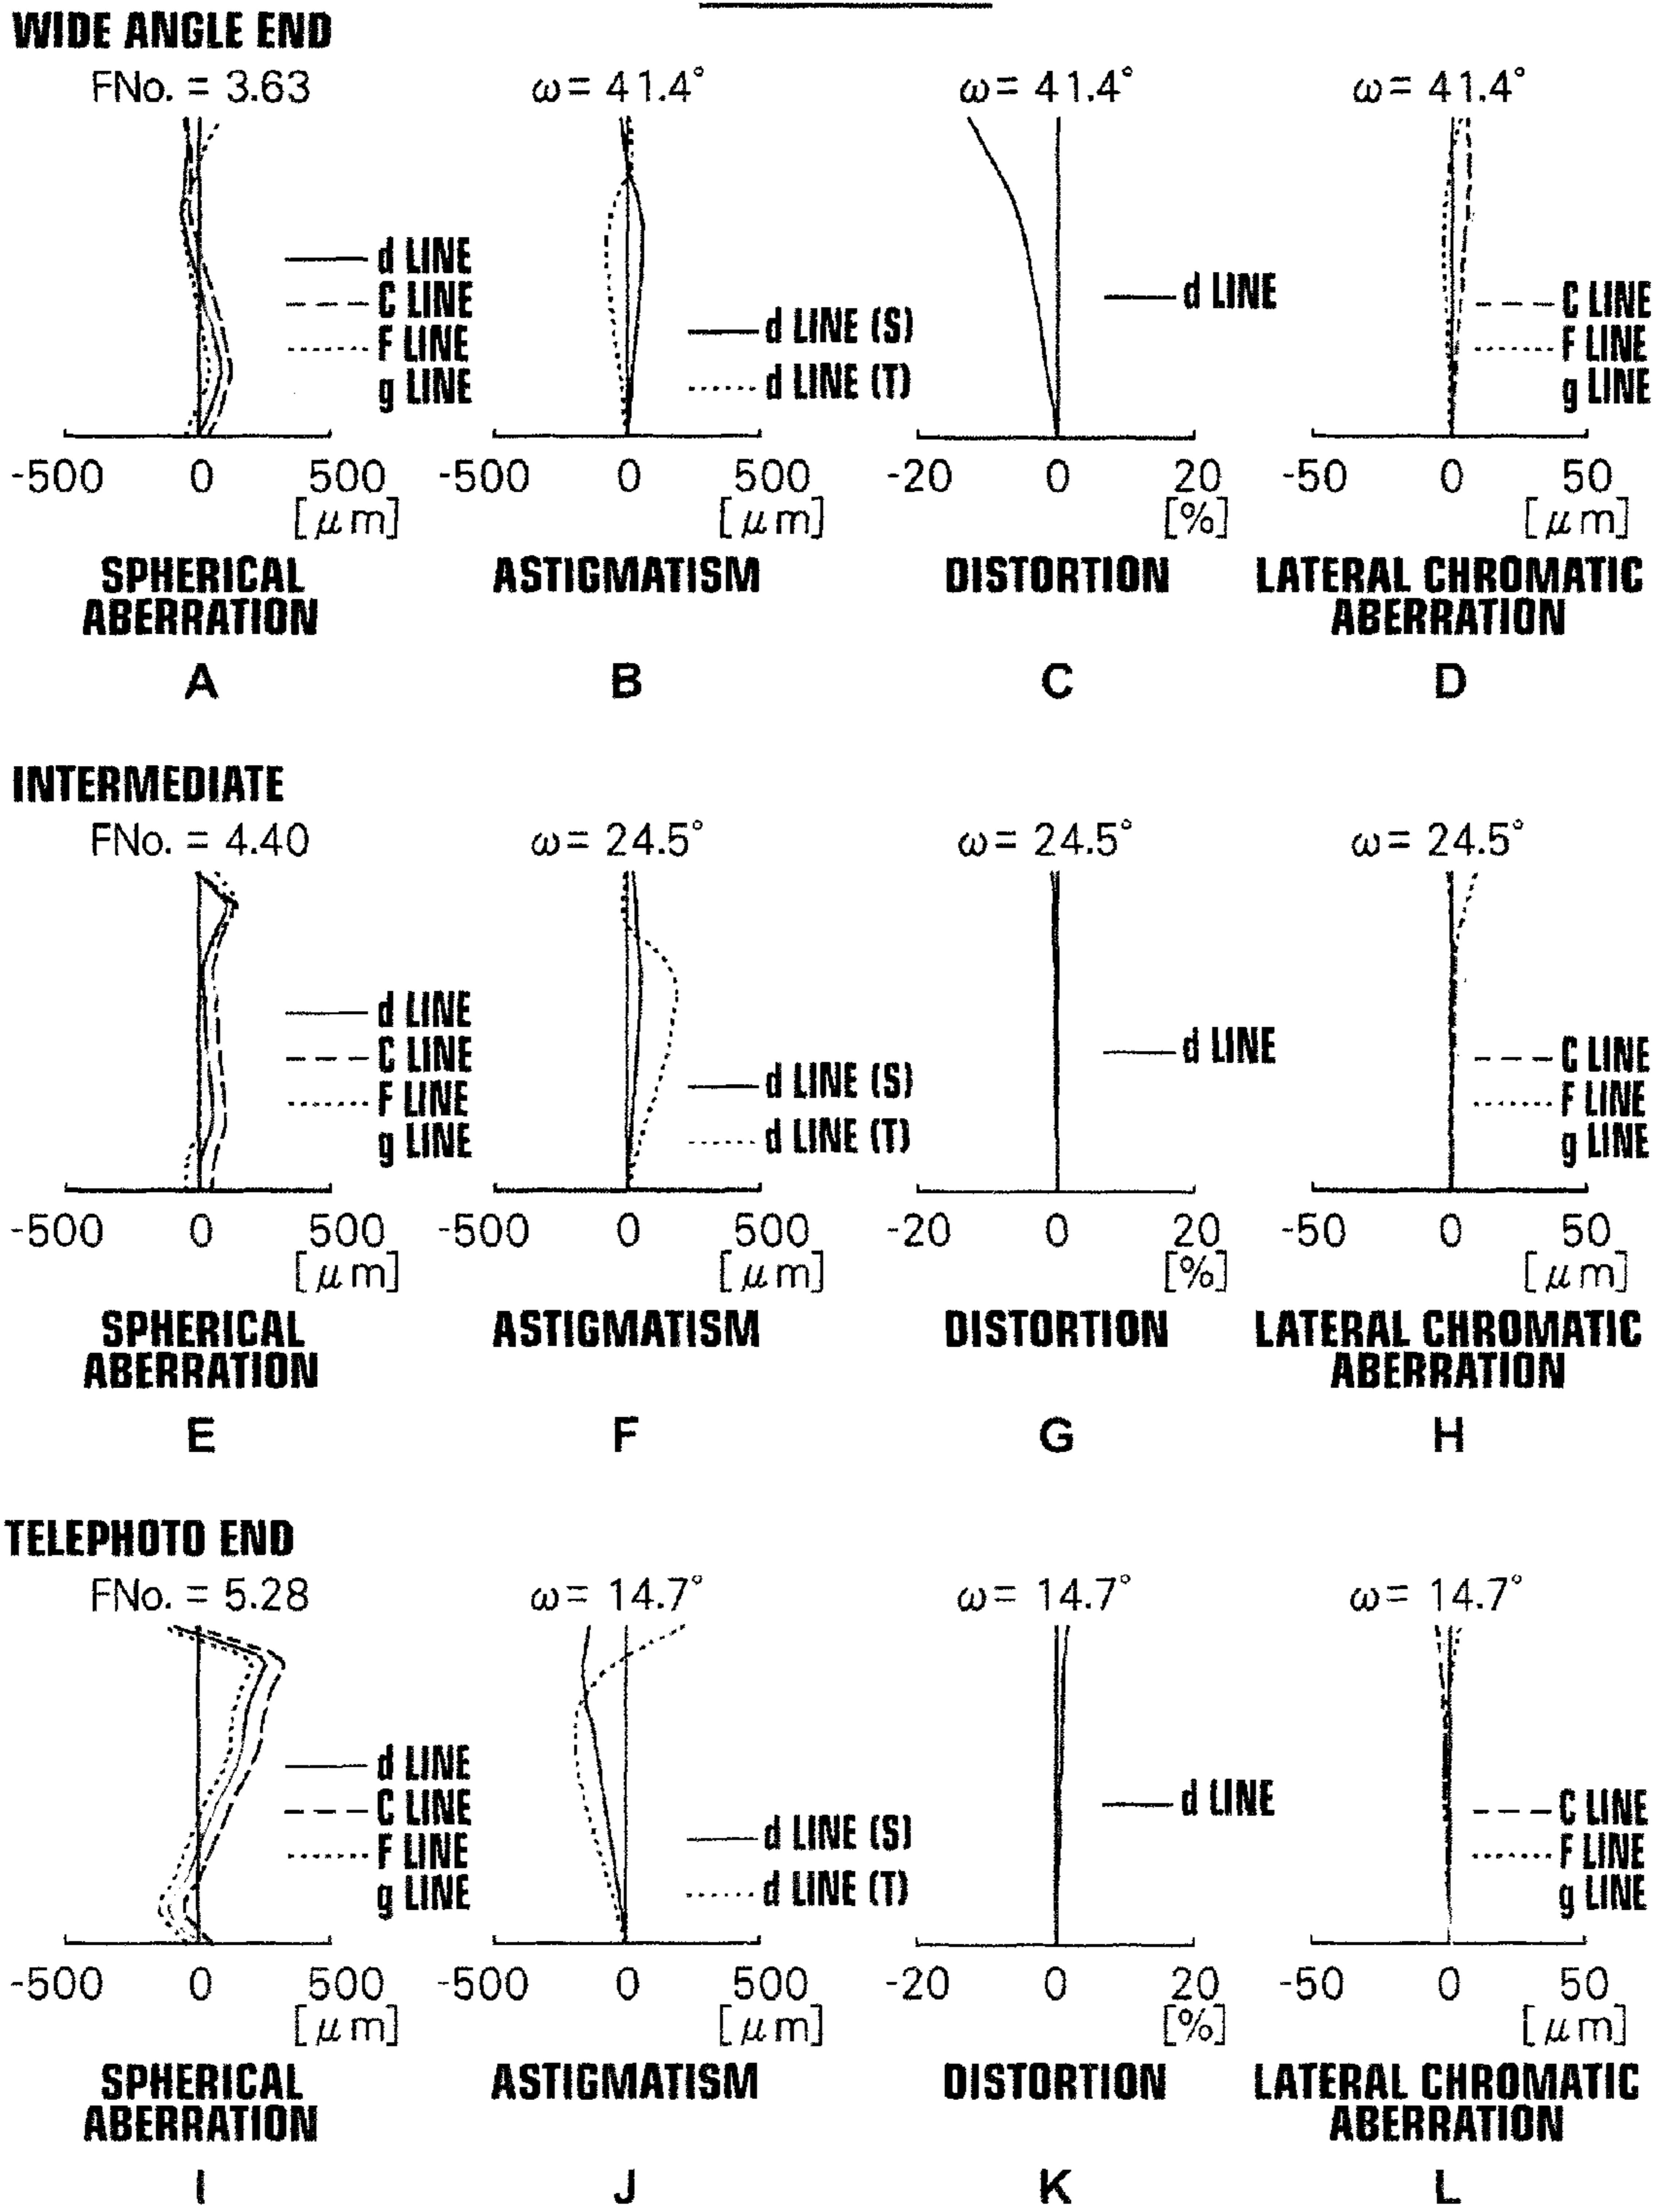 WIDE ANGLE END
FNo. = 3.63
ω= 41.4°
ω= 41.4°
ω= 41.4°
d LINE
C LINE
F LINE
g LINE
d LINE (S)
d LINE (T)
d LINE
C LINE
F LINE
g LINE
-500 0 500
[μm]
-500 0 500
[μm]
-20 0 20
[%]
-50 0 50
[μm]
SPHERICAL
ABERRATION
ASTIGMATISM
DISTORTION
LATERAL CHROMATIC
ABERRATION
A
B
C
D
INTERMEDIATE
FNo. = 4.40
ω= 24.5°
ω= 24.5°
ω= 24.5°
d LINE
C LINE
F LINE
g LINE
d LINE (S)
d LINE (T)
d LINE
C LINE
F LINE
g LINE
-500 0 500
[μm]
-500 0 500
[μm]
-20 0 20
[%]
-50 0 50
[μm]
SPHERICAL
ABERRATION
ASTIGMATISM
DISTORTION
LATERAL CHROMATIC
ABERRATION
E
F
G
H
TELEPHOTO END
FNo. = 5.28
ω= 14.7°
ω= 14.7°
ω= 14.7°
d LINE
C LINE
F LINE
g LINE
d LINE (S)
d LINE (T)
d LINE
C LINE
F LINE
g LINE
-500 0 500
[μm]
-500 0 500
[μm]
-20 0 20
[%]
-50 0 50
[μm]
SPHERICAL
ABERRATION
ASTIGMATISM
DISTORTION
LATERAL CHROMATIC
ABERRATION
I
J
K
L